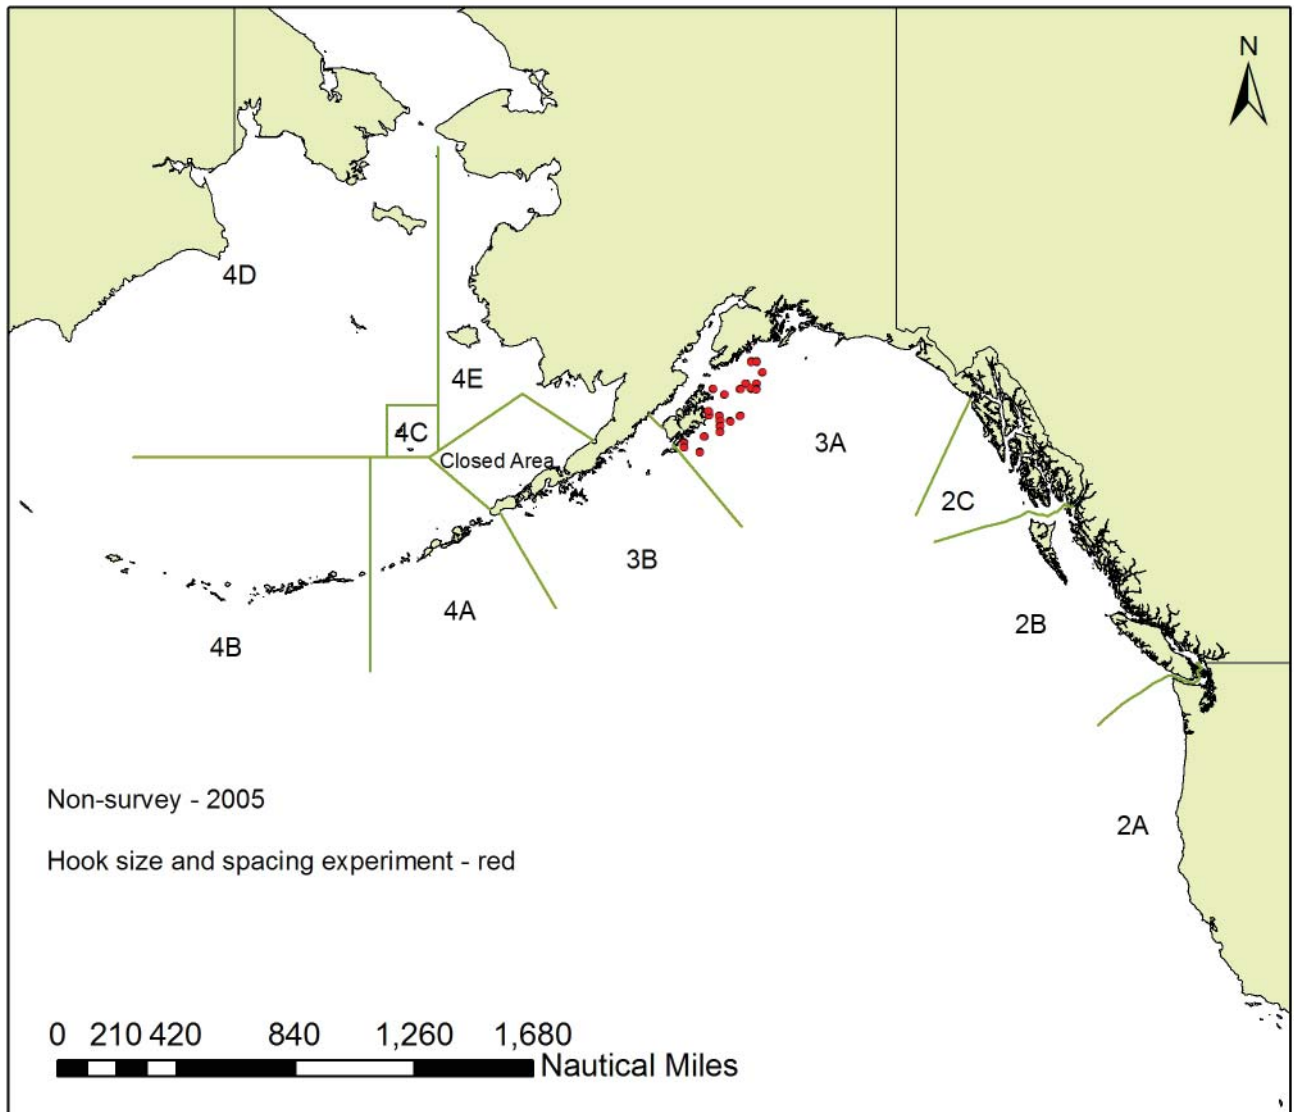 N
4D
4E
4C
Closed Area
3A
2C
3B
4A
2B
4B
Non-survey - 2005
2A
Hook size and spacing experiment - red
0 210 420 840 1,260 1,680
Nautical Miles